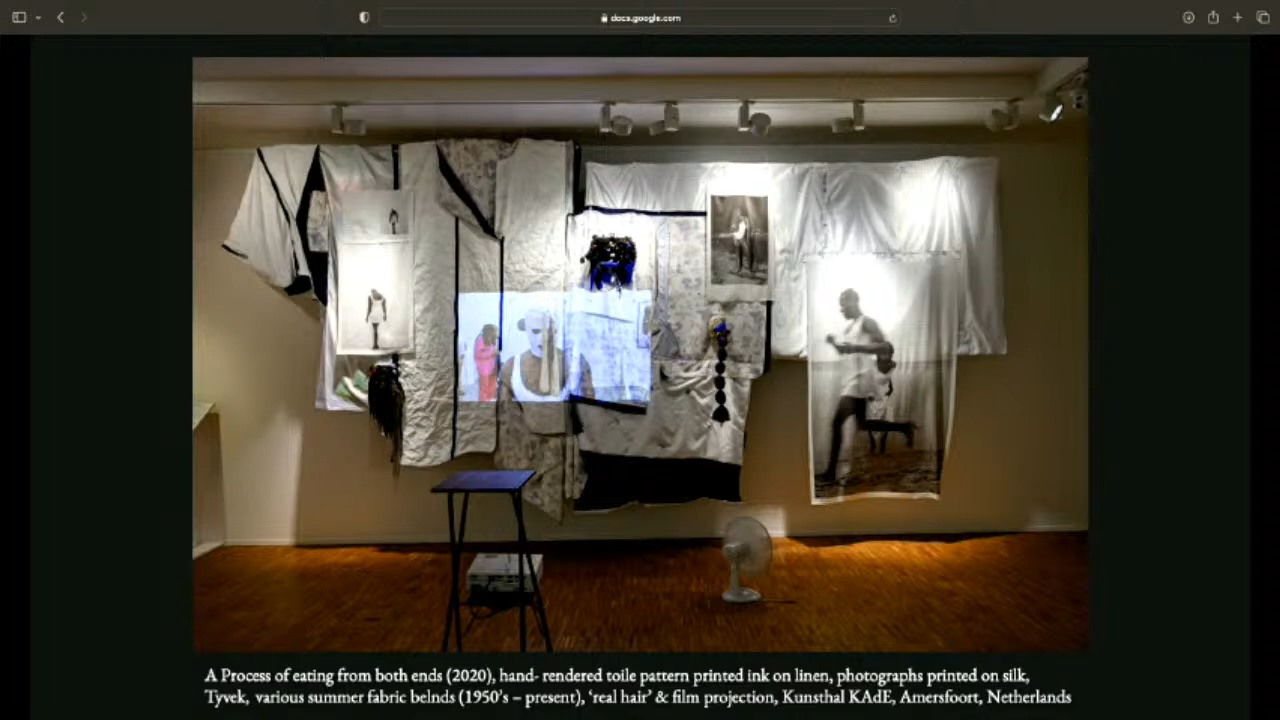 docs.google.com
A Process of eating from both ends (2020), hand- rendered toile pattern printed ink on linen, photographs printed on silk,
Tyvek, various summer fabric belnds (1950's – present), 'real hair' & film projection, Kunsthal KAdE, Amersfoort, Netherlands